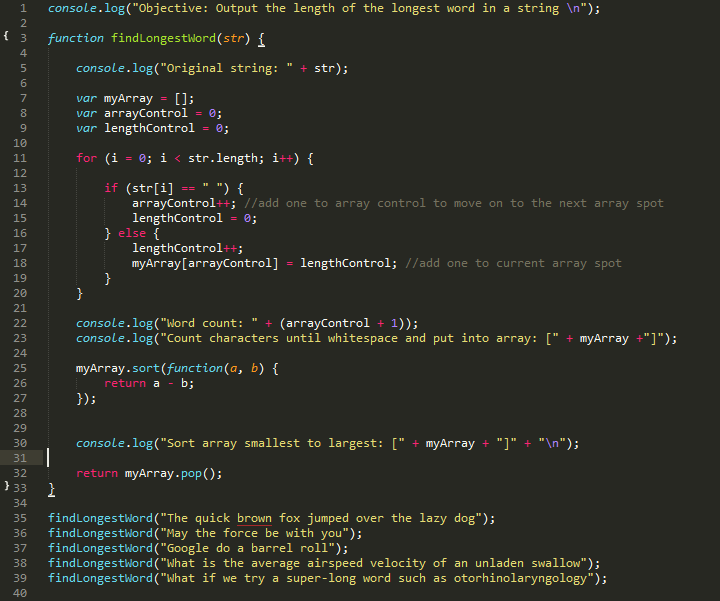 1 console.log("Objective: Output the length of the longest word in a string \n");
2
{ 3 function findLongestWord(str) {
4
5 console.log("Original string: " + str);
6
7 var myArray = [];
8 var arrayControl = 0;
9 var lengthControl = 0;
10
11 for (i = 0; i < str.length; i++) {
12
13 if (str[i] == " ") {
14 arrayControl++; //add one to array control to move on to the next array spot
15 lengthControl = 0;
16 } else {
17 lengthControl++;
18 myArray[arrayControl] = lengthControl; //add one to current array spot
19 }
20 }
21
22 console.log("Word count: " + (arrayControl + 1));
23 console.log("Count characters until whitespace and put into array: [" + myArray +"]");
24
25 myArray.sort(function(a, b) {
26 return a - b;
27 });
28
29
30 console.log("Sort array smallest to largest: [" + myArray + "]" + "\n");
31
32 return myArray.pop();
} 33 }
34
35 findLongestWord("The quick brown fox jumped over the lazy dog");
36 findLongestWord("May the force be with you");
37 findLongestWord("Google do a barrel roll");
38 findLongestWord("What is the average airspeed velocity of an unladen swallow");
39 findLongestWord("What if we try a super-long word such as otorhinolaryngology");
40